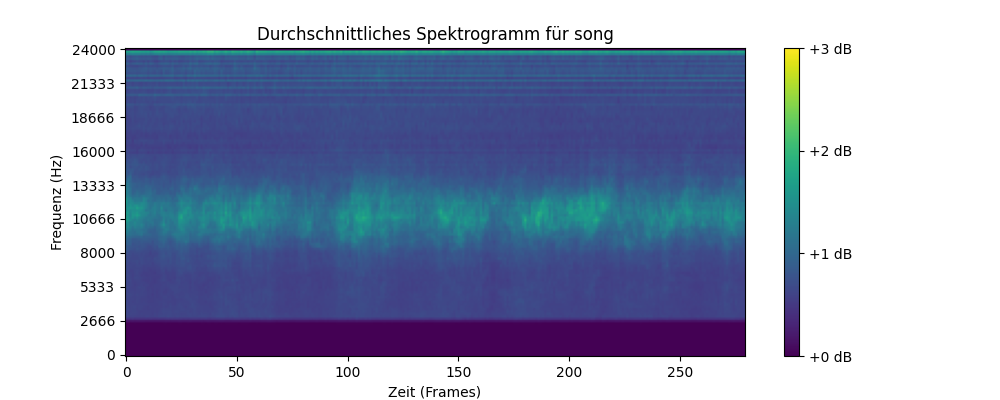 Durchschnittliches Spektrogramm für song
24000
21333
18666
16000
13333
10666
8000
5333
2666
0
Frequenz (Hz)
0 50 100 150 200 250
Zeit (Frames)
+3 dB
+2 dB
+1 dB
+0 dB